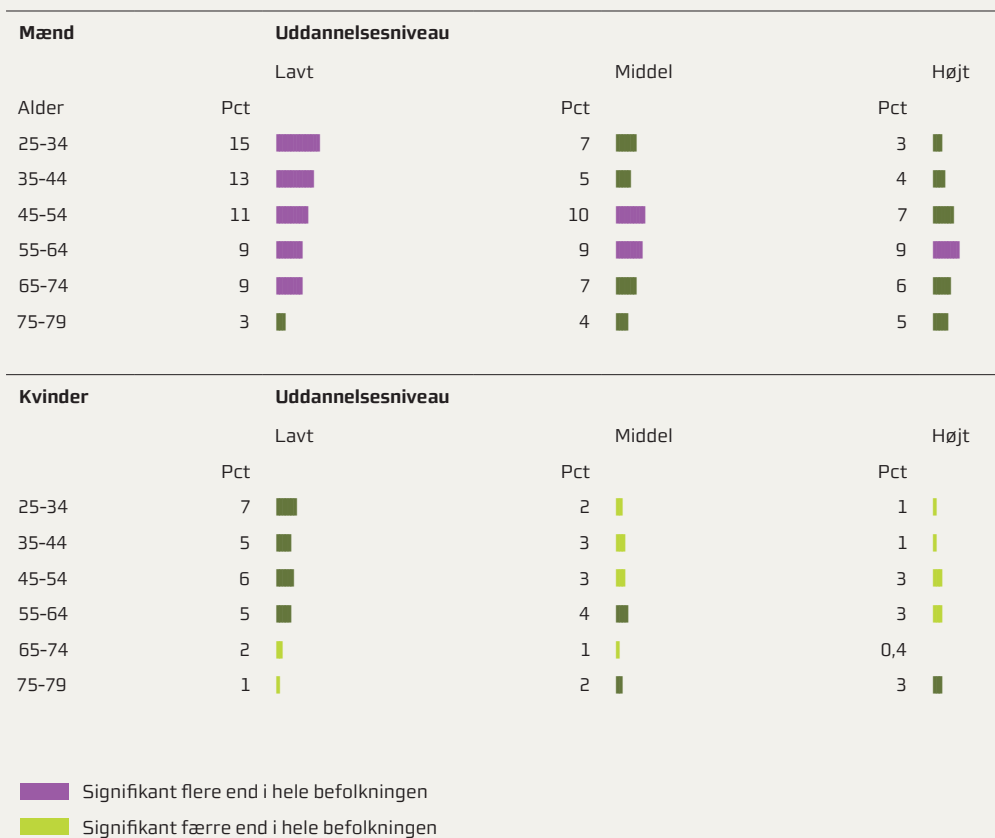 Mænd Uddannelsesniveau
Lavt Middel Højt
Alder Pct Pct Pct
25-34 15 7 3
35-44 13 5 4
45-54 11 10 7
55-64 9 9 9
65-74 9 7 6
75-79 3 4 5
Kvinder Uddannelsesniveau
Lavt Middel Højt
Pct Pct Pct
25-34 7 2 1
35-44 5 3 1
45-54 6 3 3
55-64 5 4 3
65-74 2 1 0,4
75-79 1 2 3
Signifikant flere end i hele befolkningen
Signifikant færre end i hele befolkningen